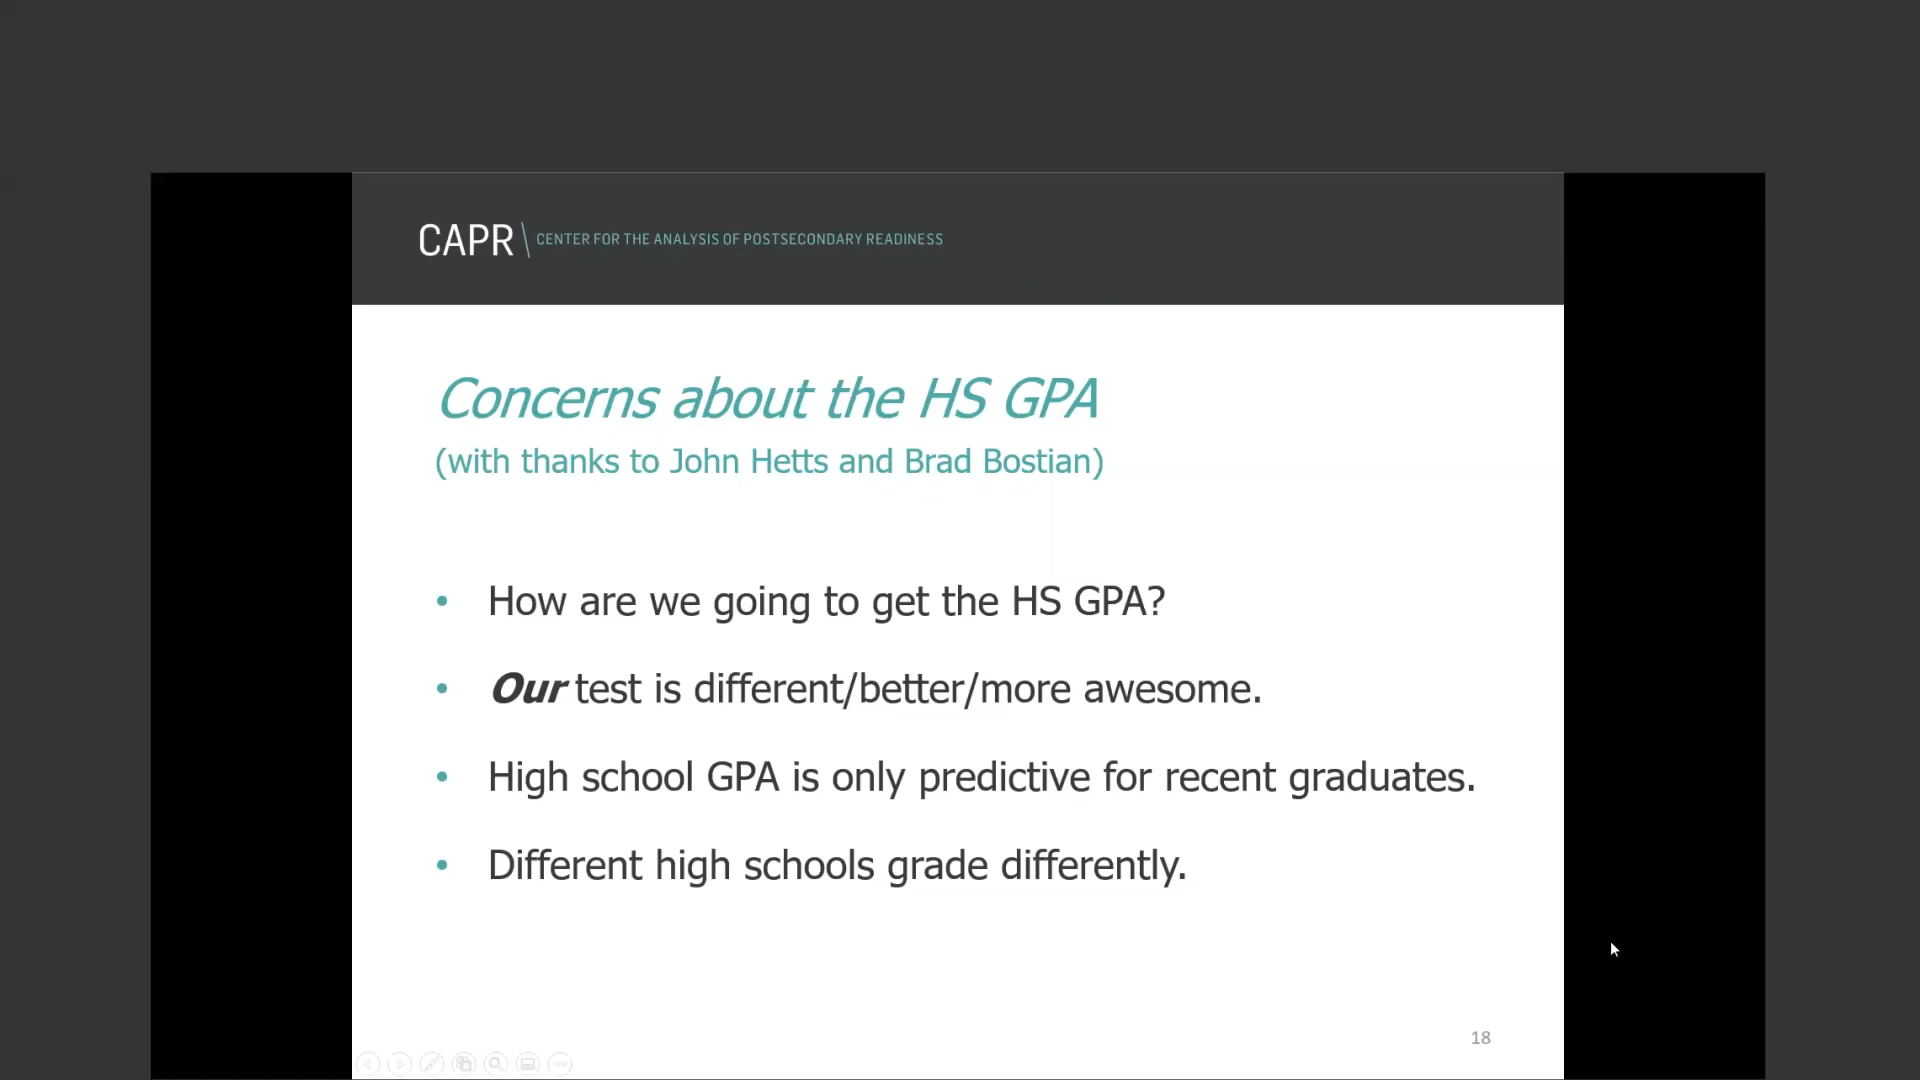 CAPR CENTER FOR THE ANALYSIS OF POSTSECONDARY READINESS
Concerns about the HS GPA
(with thanks to John Hetts and Brad Bostian)
• How are we going to get the HS GPA?
• Our test is different/better/more awesome.
• High school GPA is only predictive for recent graduates.
• Different high schools grade differently.
18